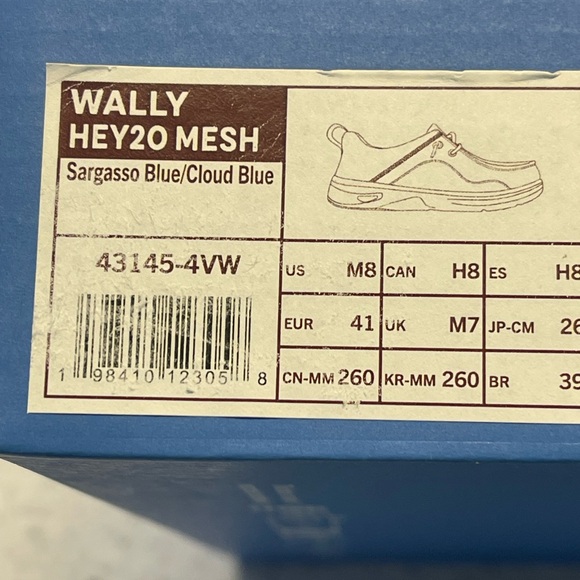 WALLY
HEY2O MESH
Sargasso Blue/Cloud Blue
43145-4VW
1 98410 12305 8
US M8 CAN H8 ES H8
EUR 41 UK M7 JP-CM 26
CN-MM 260 KR-MM 260 BR 39